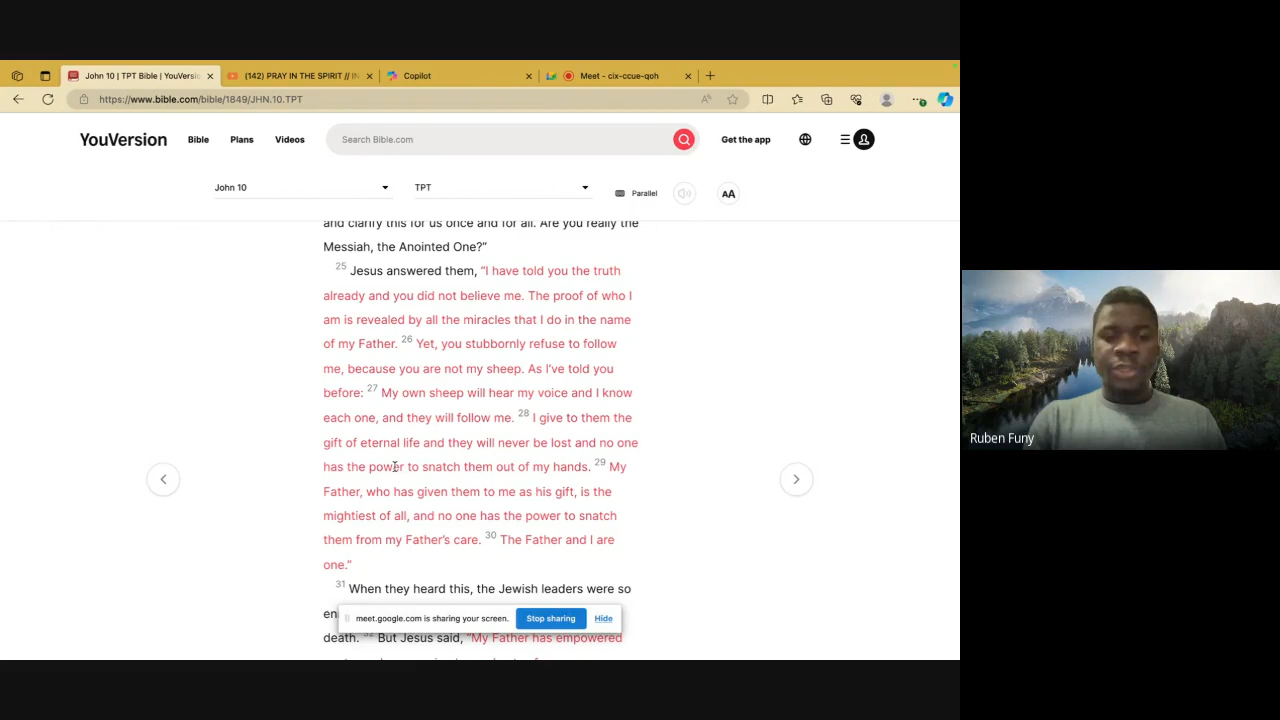 John 10 | TPT Bible | YouVersio
(142) PRAY IN THE SPIRIT // IN
Copilot
Meet - cix-ccue-qoh
https://www.bible.com/bible/1849/JHN.10.TPT
YouVersion
Bible
Plans
Videos
Search Bible.com
Get the app
John 10
TPT
Parallel
AA
and clarify this for us once and for all. Are you really the
Messiah, the Anointed One?”
25 Jesus answered them, “I have told you the truth
already and you did not believe me. The proof of who I
am is revealed by all the miracles that I do in the name
of my Father. 26 Yet, you stubbornly refuse to follow
me, because you are not my sheep. As I’ve told you
before: 27 My own sheep will hear my voice and I know
each one, and they will follow me. 28 I give to them the
gift of eternal life and they will never be lost and no one
has the power to snatch them out of my hands. 29 My
Father, who has given them to me as his gift, is the
mightiest of all, and no one has the power to snatch
them from my Father’s care. 30 The Father and I are
one.”
31 When they heard this, the Jewish leaders were so
en
meet.google.com is sharing your screen.
Stop sharing
Hide
death. 32 But Jesus said, “My Father has empowered
Ruben Funy